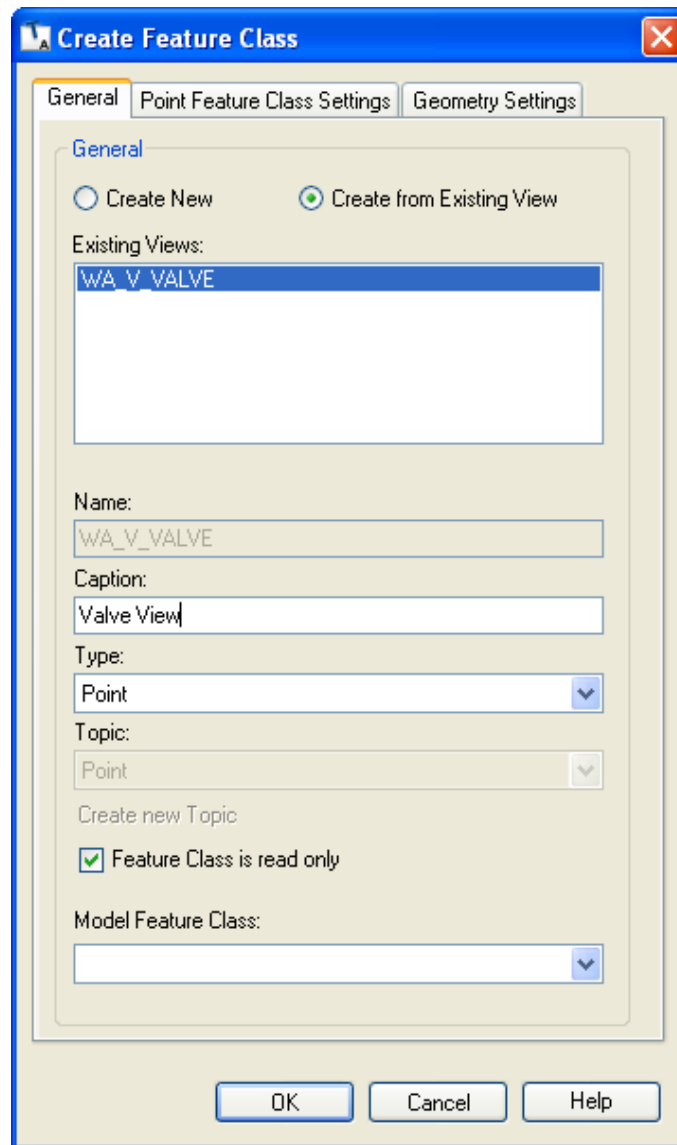 Create Feature Class
General Point Feature Class Settings Geometry Settings
General
Create New Create from Existing View
Existing Views:
WA_V_VALVE
Name:
WA_V_VALVE
Caption:
Valve View
Type:
Point
Topic:
Point
Create new Topic
Feature Class is read only
Model Feature Class:
OK Cancel Help